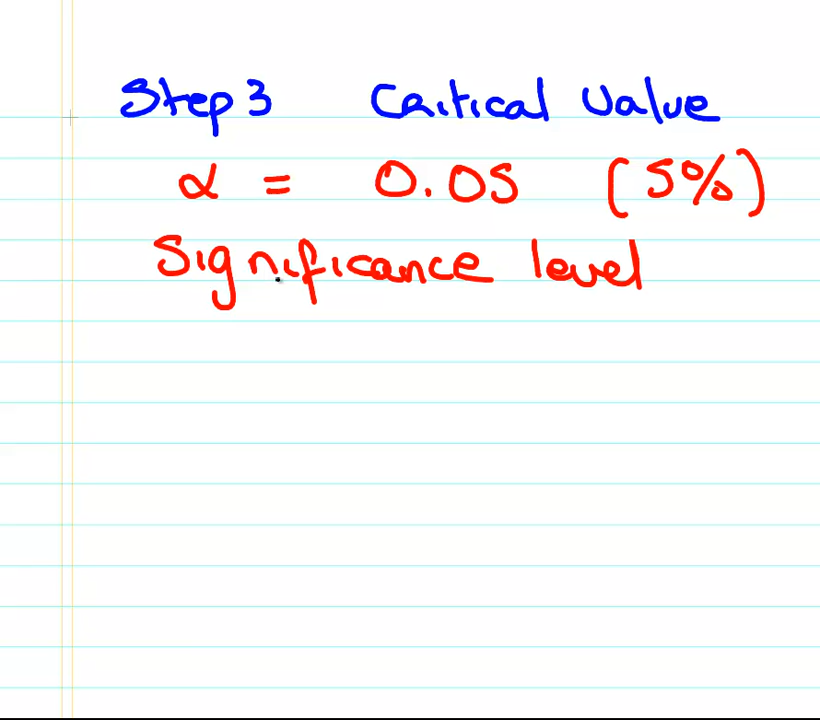 Step 3 Critical Value
α = 0.05 (5%)
Significance level